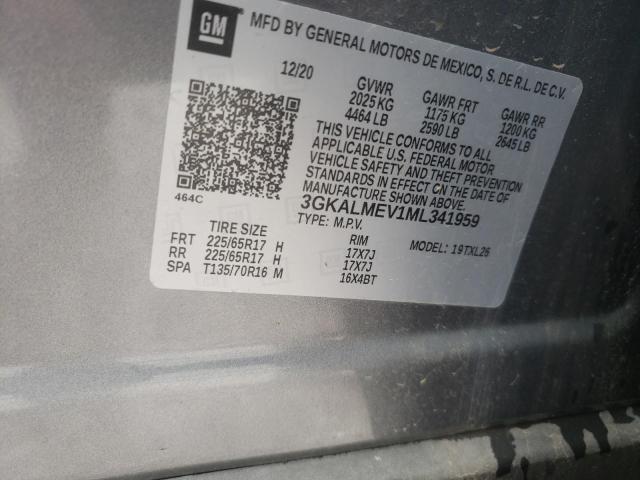 GM
MFD BY GENERAL MOTORS DE MEXICO, S. DE R.L. DE C.V.
12/20 GVWR GAWR FRT GAWR RR
2025 KG 1175 KG 1200 KG
4464 LB 2590 LB 2645 LB
THIS VEHICLE CONFORMS TO ALL
APPLICABLE U.S. FEDERAL MOTOR
VEHICLE SAFETY AND THEFT PREVENTION
STANDARDS IN EFFECT ON THE DATE OF
MANUFACTURE SHOWN ABOVE.
464C 3GKALMEV1ML341959
TYPE: M.P.V.
TIRE SIZE RIM MODEL: 19TXL26
FRT 225/65R17 H 17X7J
RR 225/65R17 H 17X7J
SPA T135/70R16 M 16X4BT